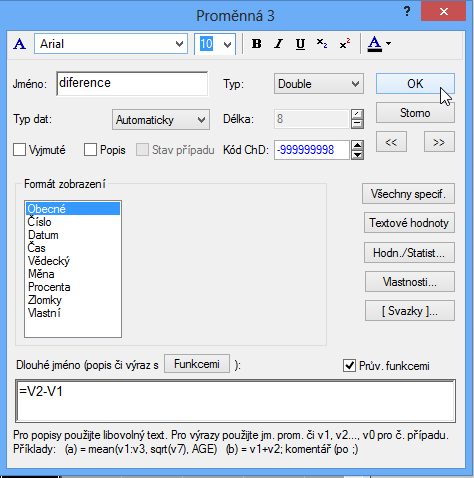 Proměnná 3
A Arial 10 B I U x₂ x² A
Jméno: diference Typ: Double OK
Typ dat: Automaticky Délka: 8 Storno
Vyjmuté Popis Stav případu Kód ChD: -999999998 << >>
Formát zobrazení
Obecné
Číslo
Datum
Čas
Vědecký
Měna
Procenta
Zlomky
Vlastní
Všechny specif.
Textové hodnoty
Hodn./Statist...
Vlastnosti...
[ Svazky ]...
Dlouhé jméno (popis či výraz s Funkcemi ): Prův. funkcemi
=V2-V1
Pro popisy použijte libovolný text. Pro výrazy použijte jm. prom. či v1, v2..., v0 pro č. případu.
Příklady: (a) = mean(v1:v3, sqrt(v7), AGE) (b) = v1+v2; komentář (po ;)